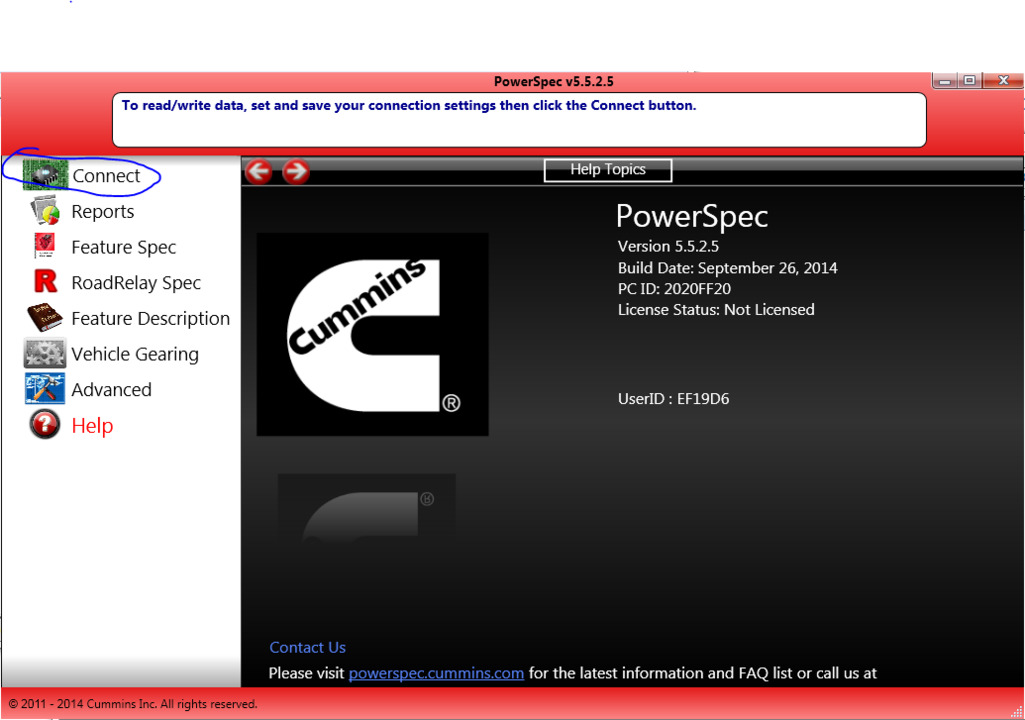 PowerSpec v5.5.2.5
To read/write data, set and save your connection settings then click the Connect button.
Connect
Reports
Feature Spec
R RoadRelay Spec
Feature Description
Vehicle Gearing
Advanced
? Help
Help Topics
Cummins
®
®
PowerSpec
Version 5.5.2.5
Build Date: September 26, 2014
PC ID: 2020FF20
License Status: Not Licensed
UserID : EF19D6
Contact Us
Please visit powerspec.cummins.com for the latest information and FAQ list or call us at
© 2011 - 2014 Cummins Inc. All rights reserved.